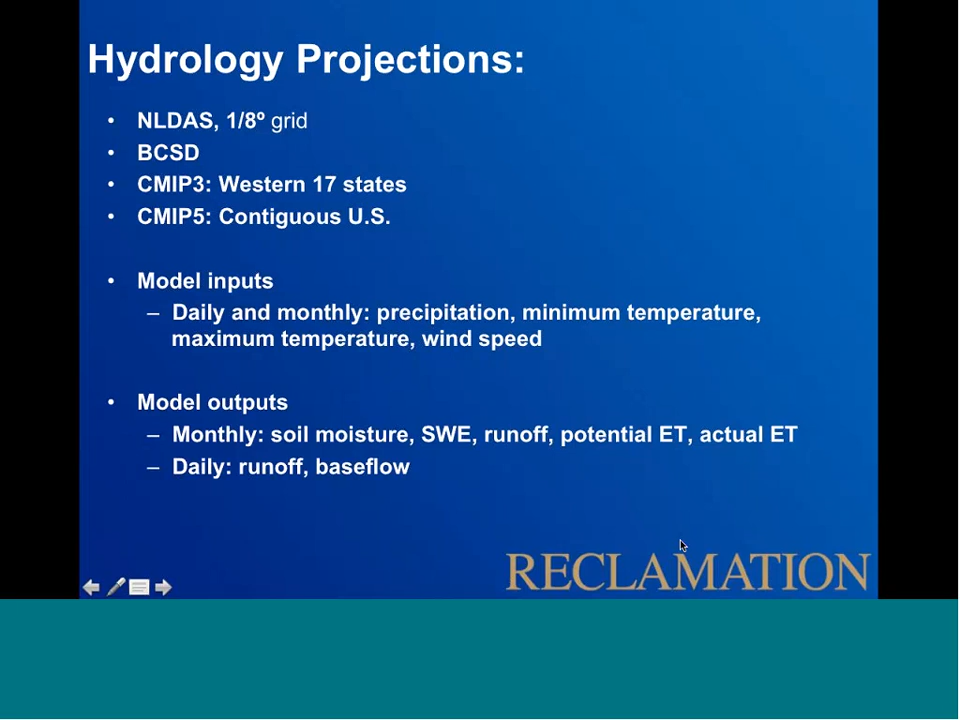 Hydrology Projections:
• NLDAS, 1/8º grid
• BCSD
• CMIP3: Western 17 states
• CMIP5: Contiguous U.S.
• Model inputs
– Daily and monthly: precipitation, minimum temperature,
maximum temperature, wind speed
• Model outputs
– Monthly: soil moisture, SWE, runoff, potential ET, actual ET
– Daily: runoff, baseflow
RECLAMATION